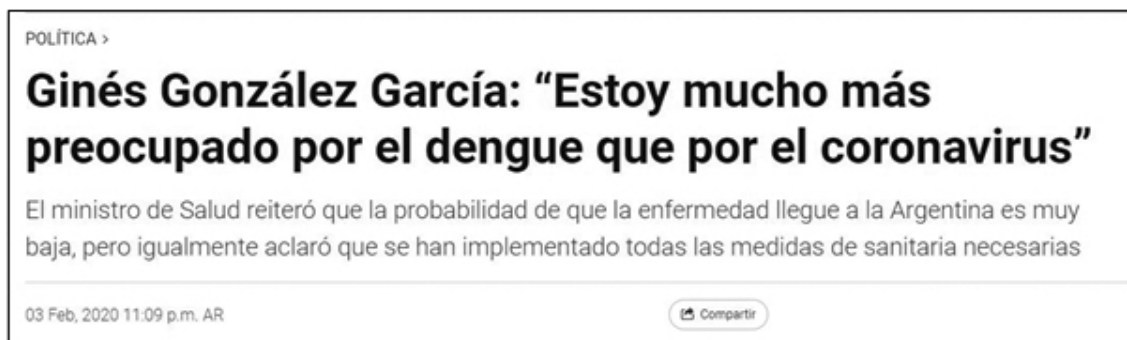 POLÍTICA >
Ginés González García: “Estoy mucho más
preocupado por el dengue que por el coronavirus”
El ministro de Salud reiteró que la probabilidad de que la enfermedad llegue a la Argentina es muy
baja, pero igualmente aclaró que se han implementado todas las medidas de sanitaria necesarias
03 Feb, 2020 11:09 p.m. AR
Compartir